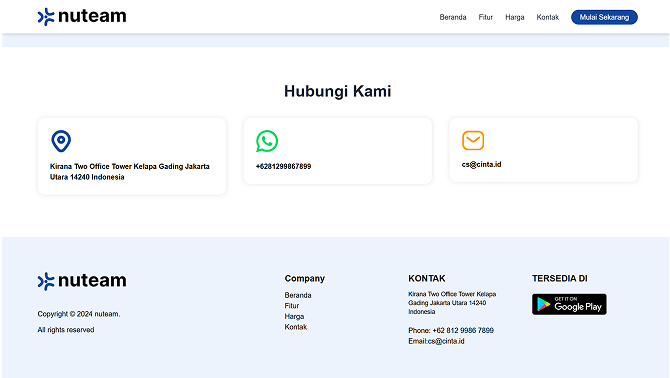 nuteam
Beranda
Fitur
Harga
Kontak
Mulai Sekarang
Hubungi Kami
Kirana Two Office Tower Kelapa Gading Jakarta
Utara 14240 Indonesia
+6281299867899
cs@cinta.id
nuteam
Copyright © 2024 nuteam.
All rights reserved
Company
Beranda
Fitur
Harga
Kontak
KONTAK
Kirana Two Office Tower Kelapa
Gading Jakarta Utara 14240
Indonesia
Phone: +62 812 9986 7899
Email:cs@cinta.id
TERSEDIA DI
GET IT ON
Google Play